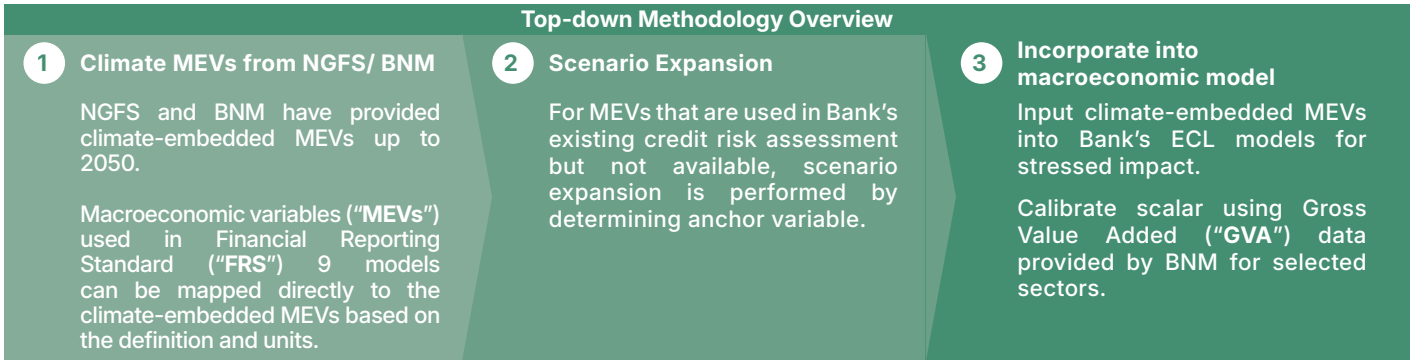 Top-down Methodology Overview
1 Climate MEVs from NGFS/ BNM
NGFS and BNM have provided
climate-embedded MEVs up to
2050.
Macroeconomic variables (“MEVs”)
used in Financial Reporting
Standard (“FRS”) 9 models
can be mapped directly to the
climate-embedded MEVs based on
the definition and units.
2 Scenario Expansion
For MEVs that are used in Bank’s
existing credit risk assessment
but not available, scenario
expansion is performed by
determining anchor variable.
3 Incorporate into
macroeconomic model
Input climate-embedded MEVs
into Bank’s ECL models for
stressed impact.
Calibrate scalar using Gross
Value Added (“GVA”) data
provided by BNM for selected
sectors.